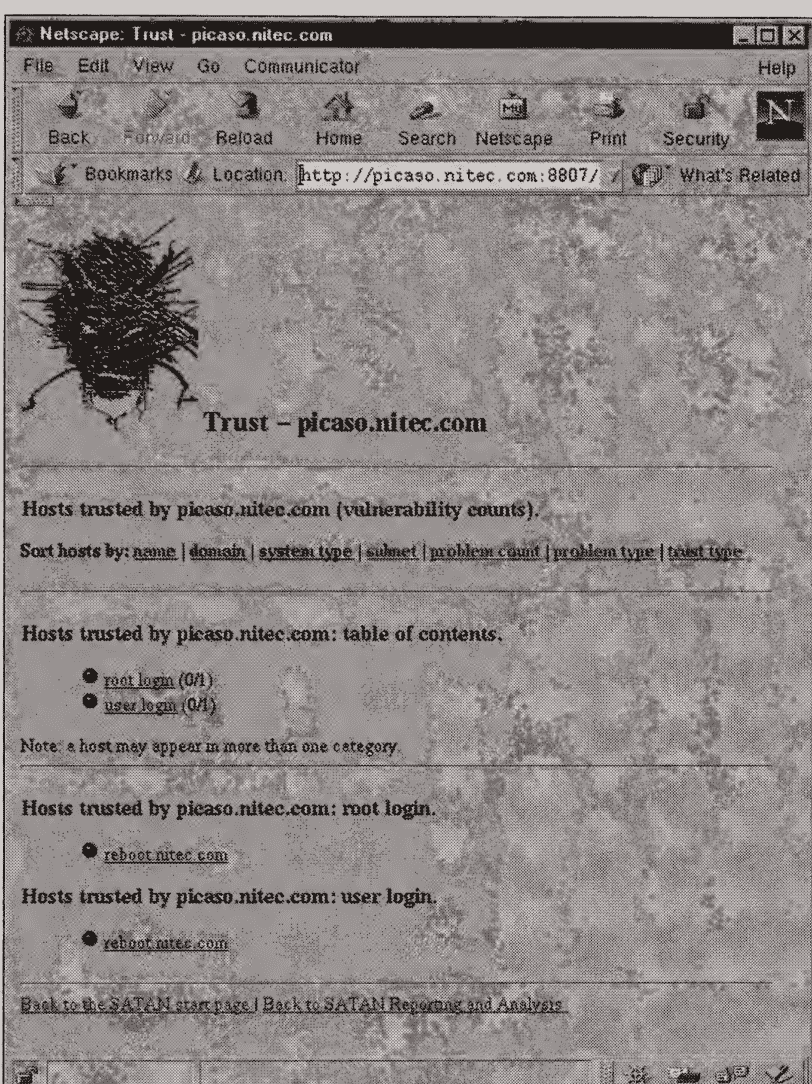 Netscape: Trust - picaso.nitec.com
File Edit View Go Communicator Help
Back Forward Reload Home Search Netscape Print Security
My
N
Bookmarks Location: http://picaso.nitec.com:8807/ What's Related
Trust – picaso.nitec.com
Hosts trusted by picaso.nitec.com (vulnerability counts).
Sort hosts by: name | domain | system type | subnet | problem count | problem type | trust type
Hosts trusted by picaso.nitec.com: table of contents.
root login (0/1)
user login (0/1)
Note: a host may appear in more than one category.
Hosts trusted by picaso.nitec.com: root login.
reboot.nitec.com
Hosts trusted by picaso.nitec.com: user login.
reboot.nitec.com
Back to the SATAN start page | Back to SATAN Reporting and Analysis